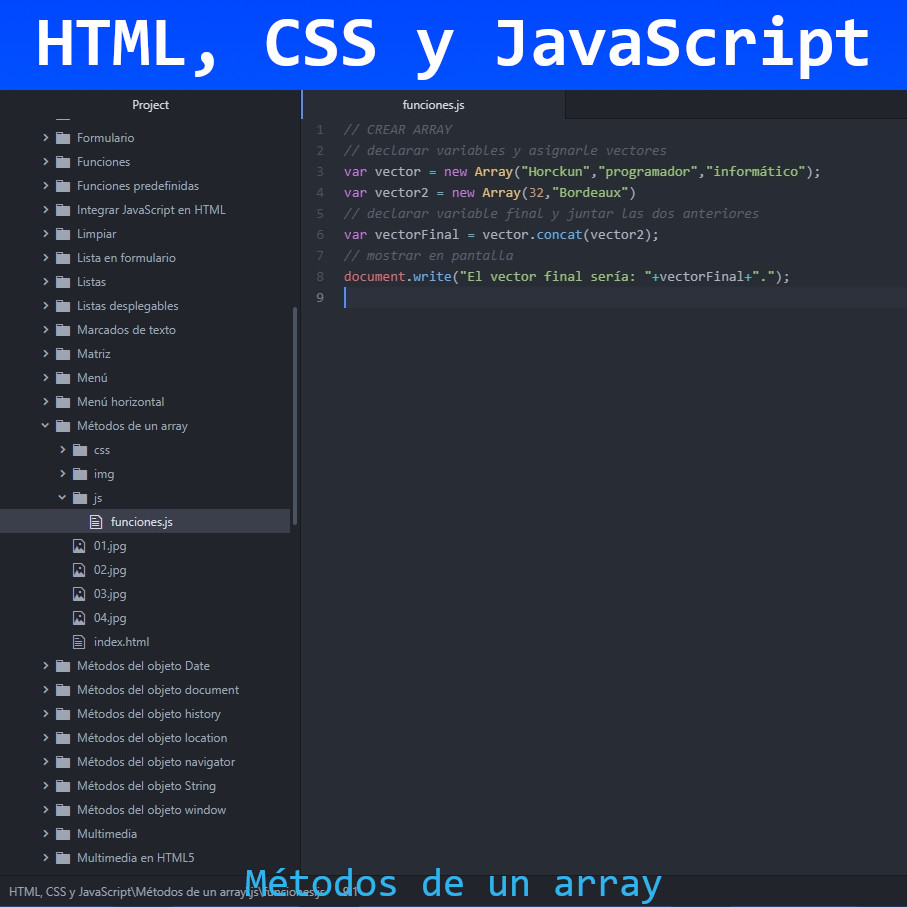 HTML, CSS y JavaScript
Project
Formulario
Funciones
Funciones predefinidas
Integrar JavaScript en HTML
Limpiar
Lista en formulario
Listas
Listas desplegables
Marcados de texto
Matriz
Menú
Menú horizontal
Métodos de un array
css
img
js
funciones.js
01.jpg
02.jpg
03.jpg
04.jpg
index.html
Métodos del objeto Date
Métodos del objeto document
Métodos del objeto history
Métodos del objeto location
Métodos del objeto navigator
Métodos del objeto String
Métodos del objeto window
Multimedia
Multimedia en HTML5
funciones.js
1 // CREAR ARRAY
2 // declarar variables y asignarle vectores
3 var vector = new Array("Horckun","programador","informático");
4 var vector2 = new Array(32,"Bordeaux")
5 // declarar variable final y juntar las dos anteriores
6 var vectorFinal = vector.concat(vector2);
7 // mostrar en pantalla
8 document.write("El vector final sería: "+vectorFinal+".");
9
HTML, CSS y JavaScript\Métodos de un array\js\funciones.js 9:1
Métodos de un array